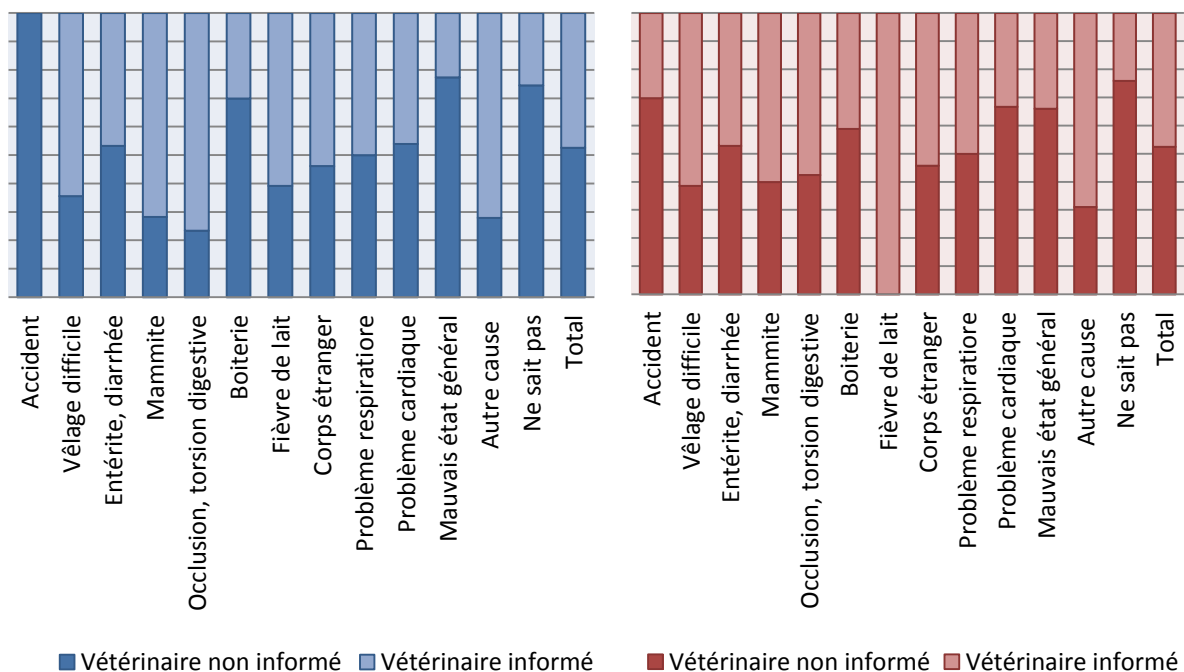 Accident
Vêlage difficile
Entérite, diarrhée
Mammite
Occlusion, torsion digestive
Boiterie
Fièvre de lait
Corps étranger
Problème respiratiore
Problème cardiaque
Mauvais état général
Autre cause
Ne sait pas
Total
Vétérinaire non informé
Vétérinaire informé
Accident
Vêlage difficile
Entérite, diarrhée
Mammite
Occlusion, torsion digestive
Boiterie
Fièvre de lait
Corps étranger
Problème respiratoire
Problème cardiaque
Mauvais état général
Autre cause
Ne sait pas
Total
Vétérinaire non informé
Vétérinaire informé